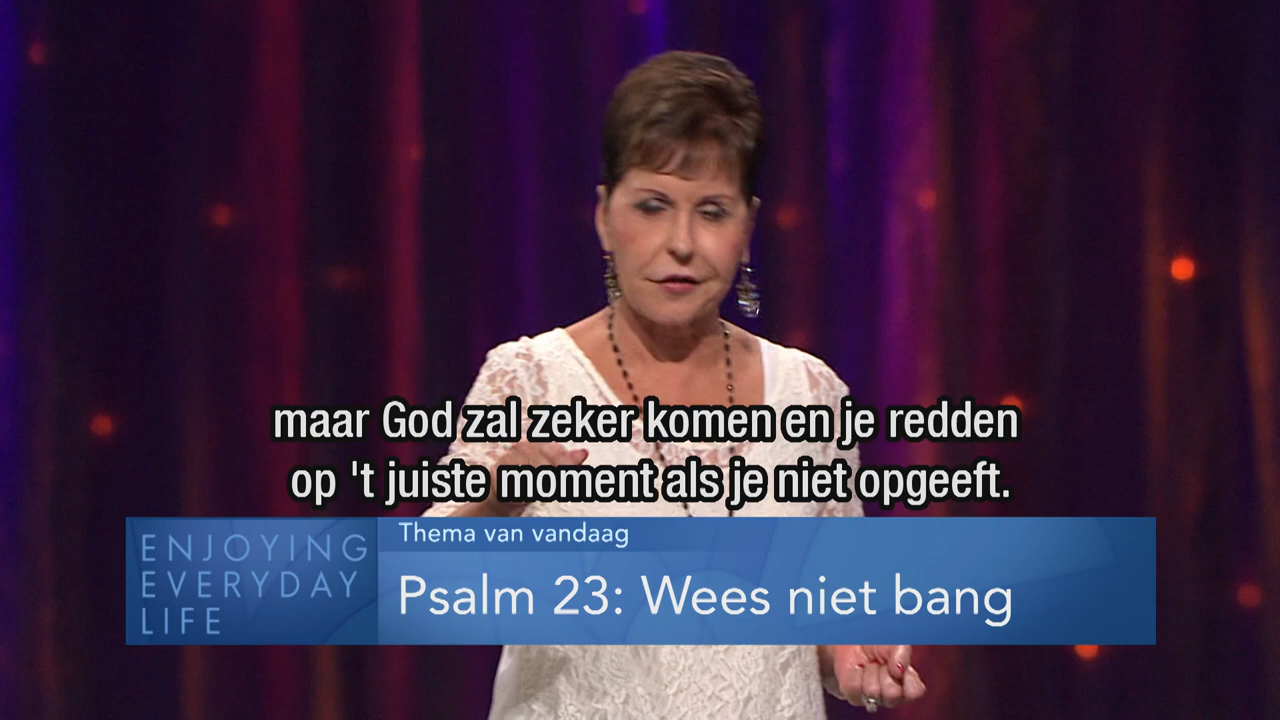 maar God zal zeker komen en je redden
op 't juiste moment als je niet opgeeft.
ENJOYING
EVERYDAY
LIFE
Thema van vandaag
Psalm 23: Wees niet bang